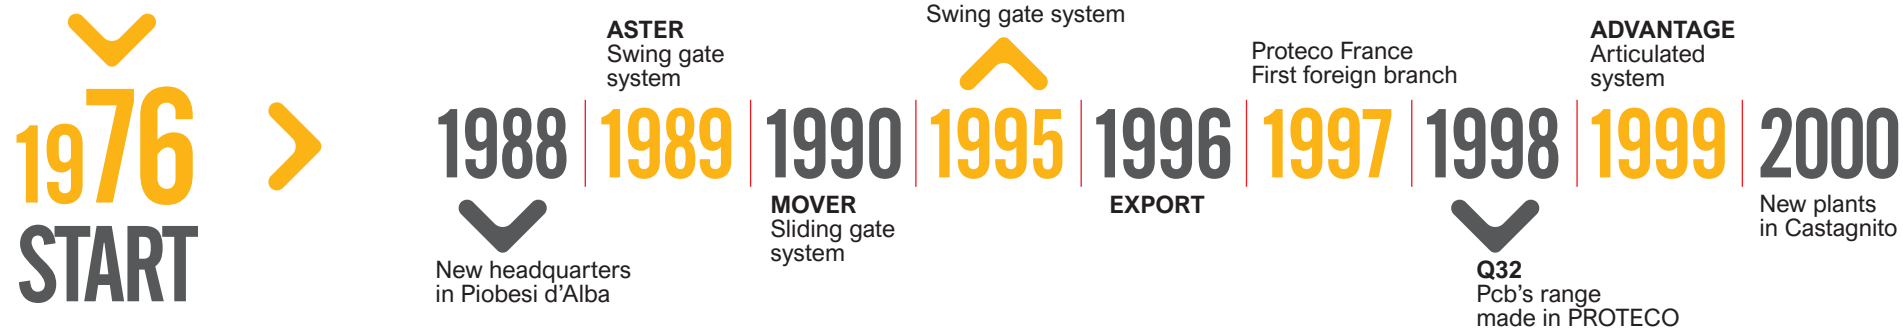 1976
START
1988
New headquarters
in Piobesi d’Alba
ASTER
Swing gate
system
1989
1990
MOVER
Sliding gate
system
Swing gate system
1995
1996
EXPORT
Proteco France
First foreign branch
1997
1998
Q32
Pcb’s range
made in PROTECO
ADVANTAGE
Articulated
system
1999
2000
New plants
in Castagnito